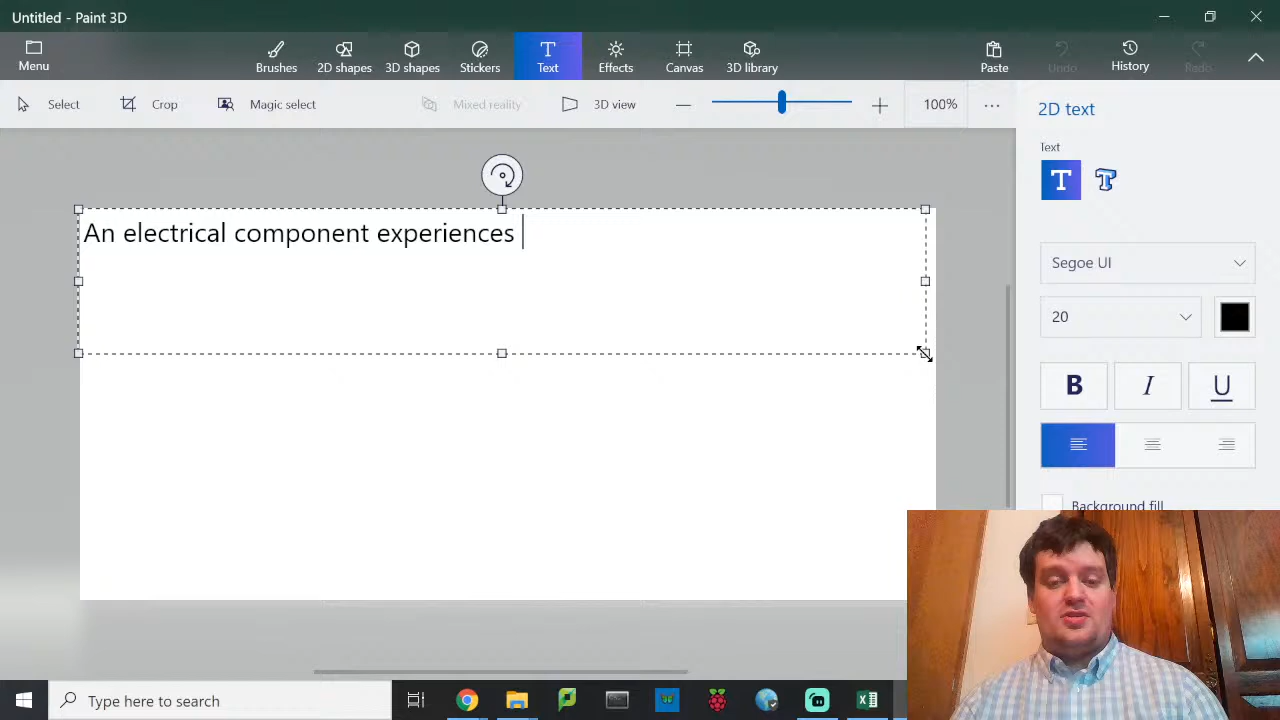 Untitled - Paint 3D
Menu
Brushes
2D shapes
3D shapes
Stickers
Text
Effects
Canvas
3D library
Paste
Undo
History
Redo
Select
Crop
Magic select
Mixed reality
3D view
100%
2D text
Text
An electrical component experiences
Segoe UI
20
B
I
U
Background fill
Type here to search